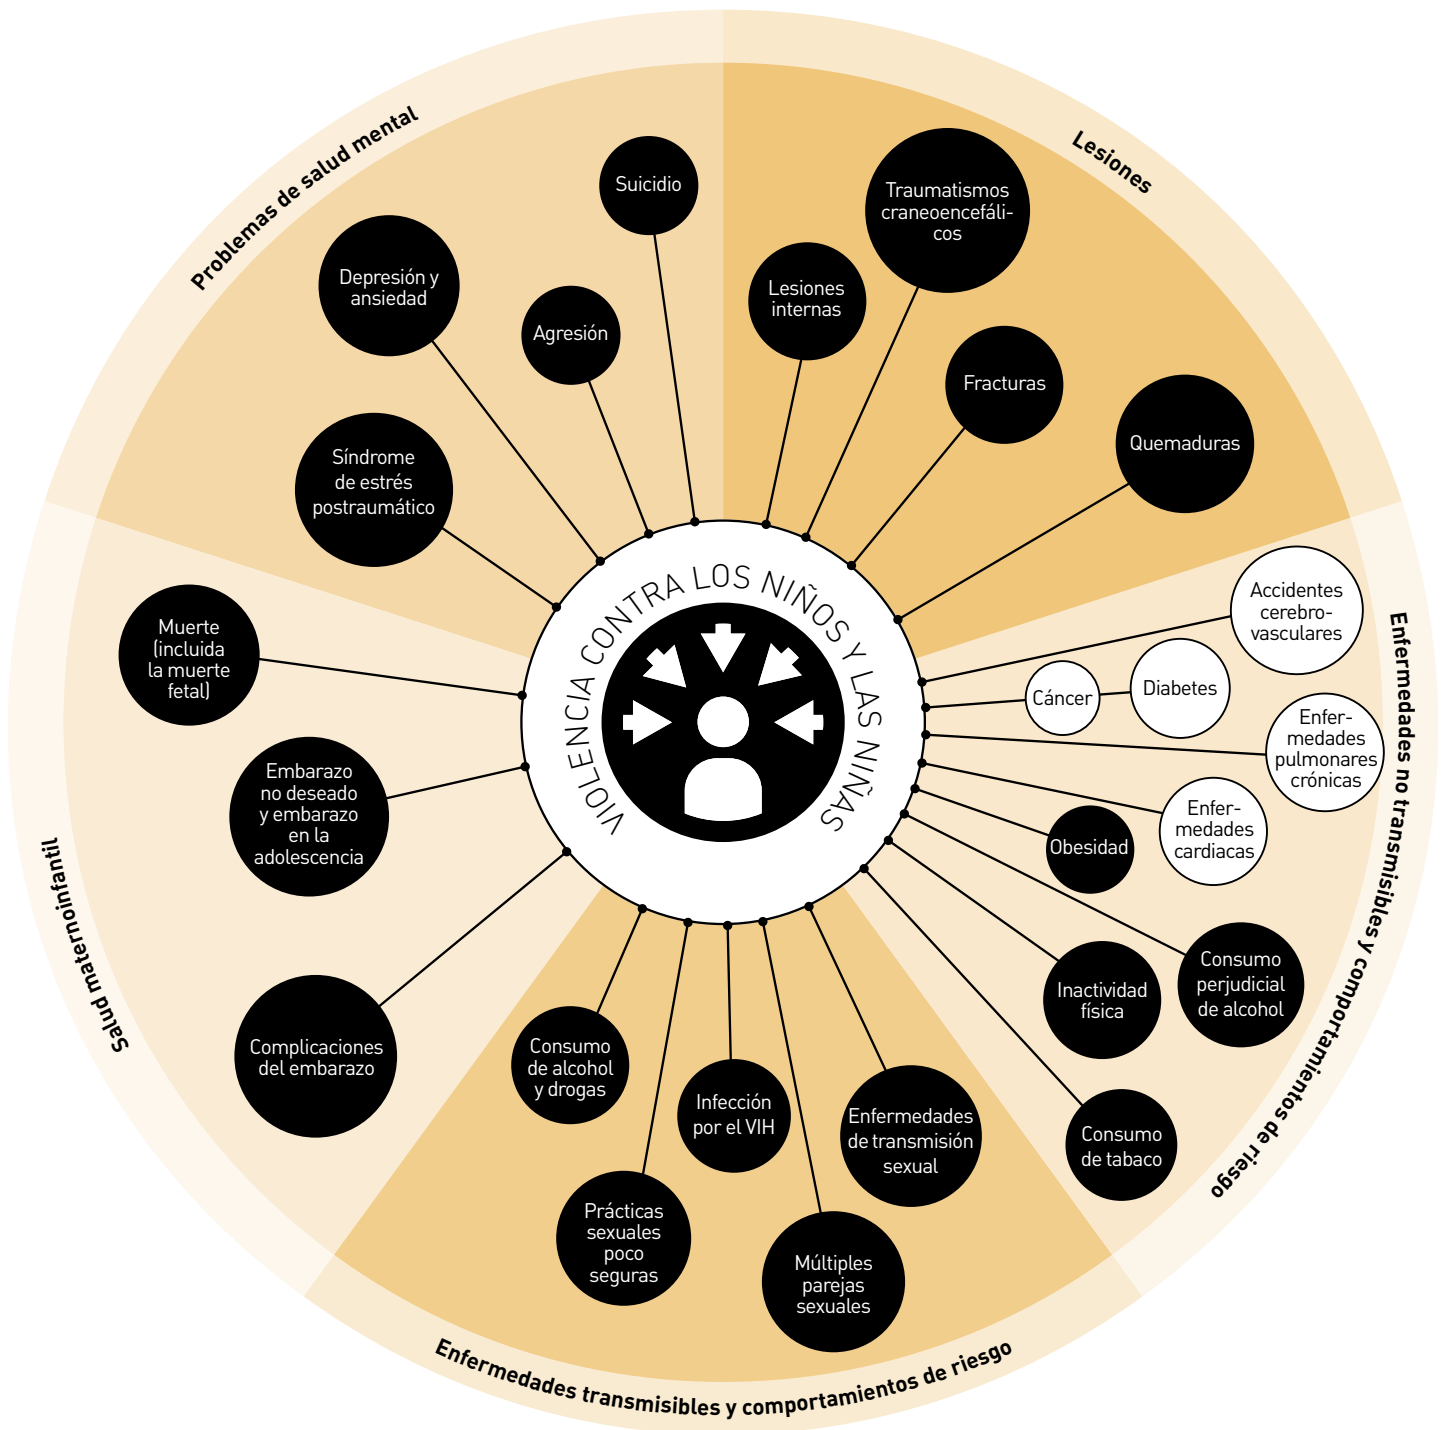 Problemas de salud mental
Suicidio
Depresión y
ansiedad
Agresión
Síndrome
de estrés
postraumático
Lesiones
Traumatismos
craneoencefáli-
cos
Lesiones
internas
Fracturas
Quemaduras
VIOLENCIA CONTRA LOS NIÑOS Y LAS NIÑAS
Enfermedades no transmisibles y comportamientos de riesgo
Accidentes
cerebro-
vasculares
Cáncer
Diabetes
Enfer-
medades
pulmonares
crónicas
Enfer-
medades
cardiacas
Obesidad
Consumo
perjudicial
de alcohol
Inactividad
física
Consumo
de tabaco
Enfermedades transmisibles y comportamientos de riesgo
Enfermedades
de transmisión
sexual
Múltiples
parejas
sexuales
Infección
por el VIH
Prácticas
sexuales
poco
seguras
Consumo
de alcohol
y drogas
Salud maternoinfantil
Muerte
(incluida
la muerte
fetal)
Embarazo
no deseado
y embarazo
en la
adolescencia
Complicaciones
del embarazo